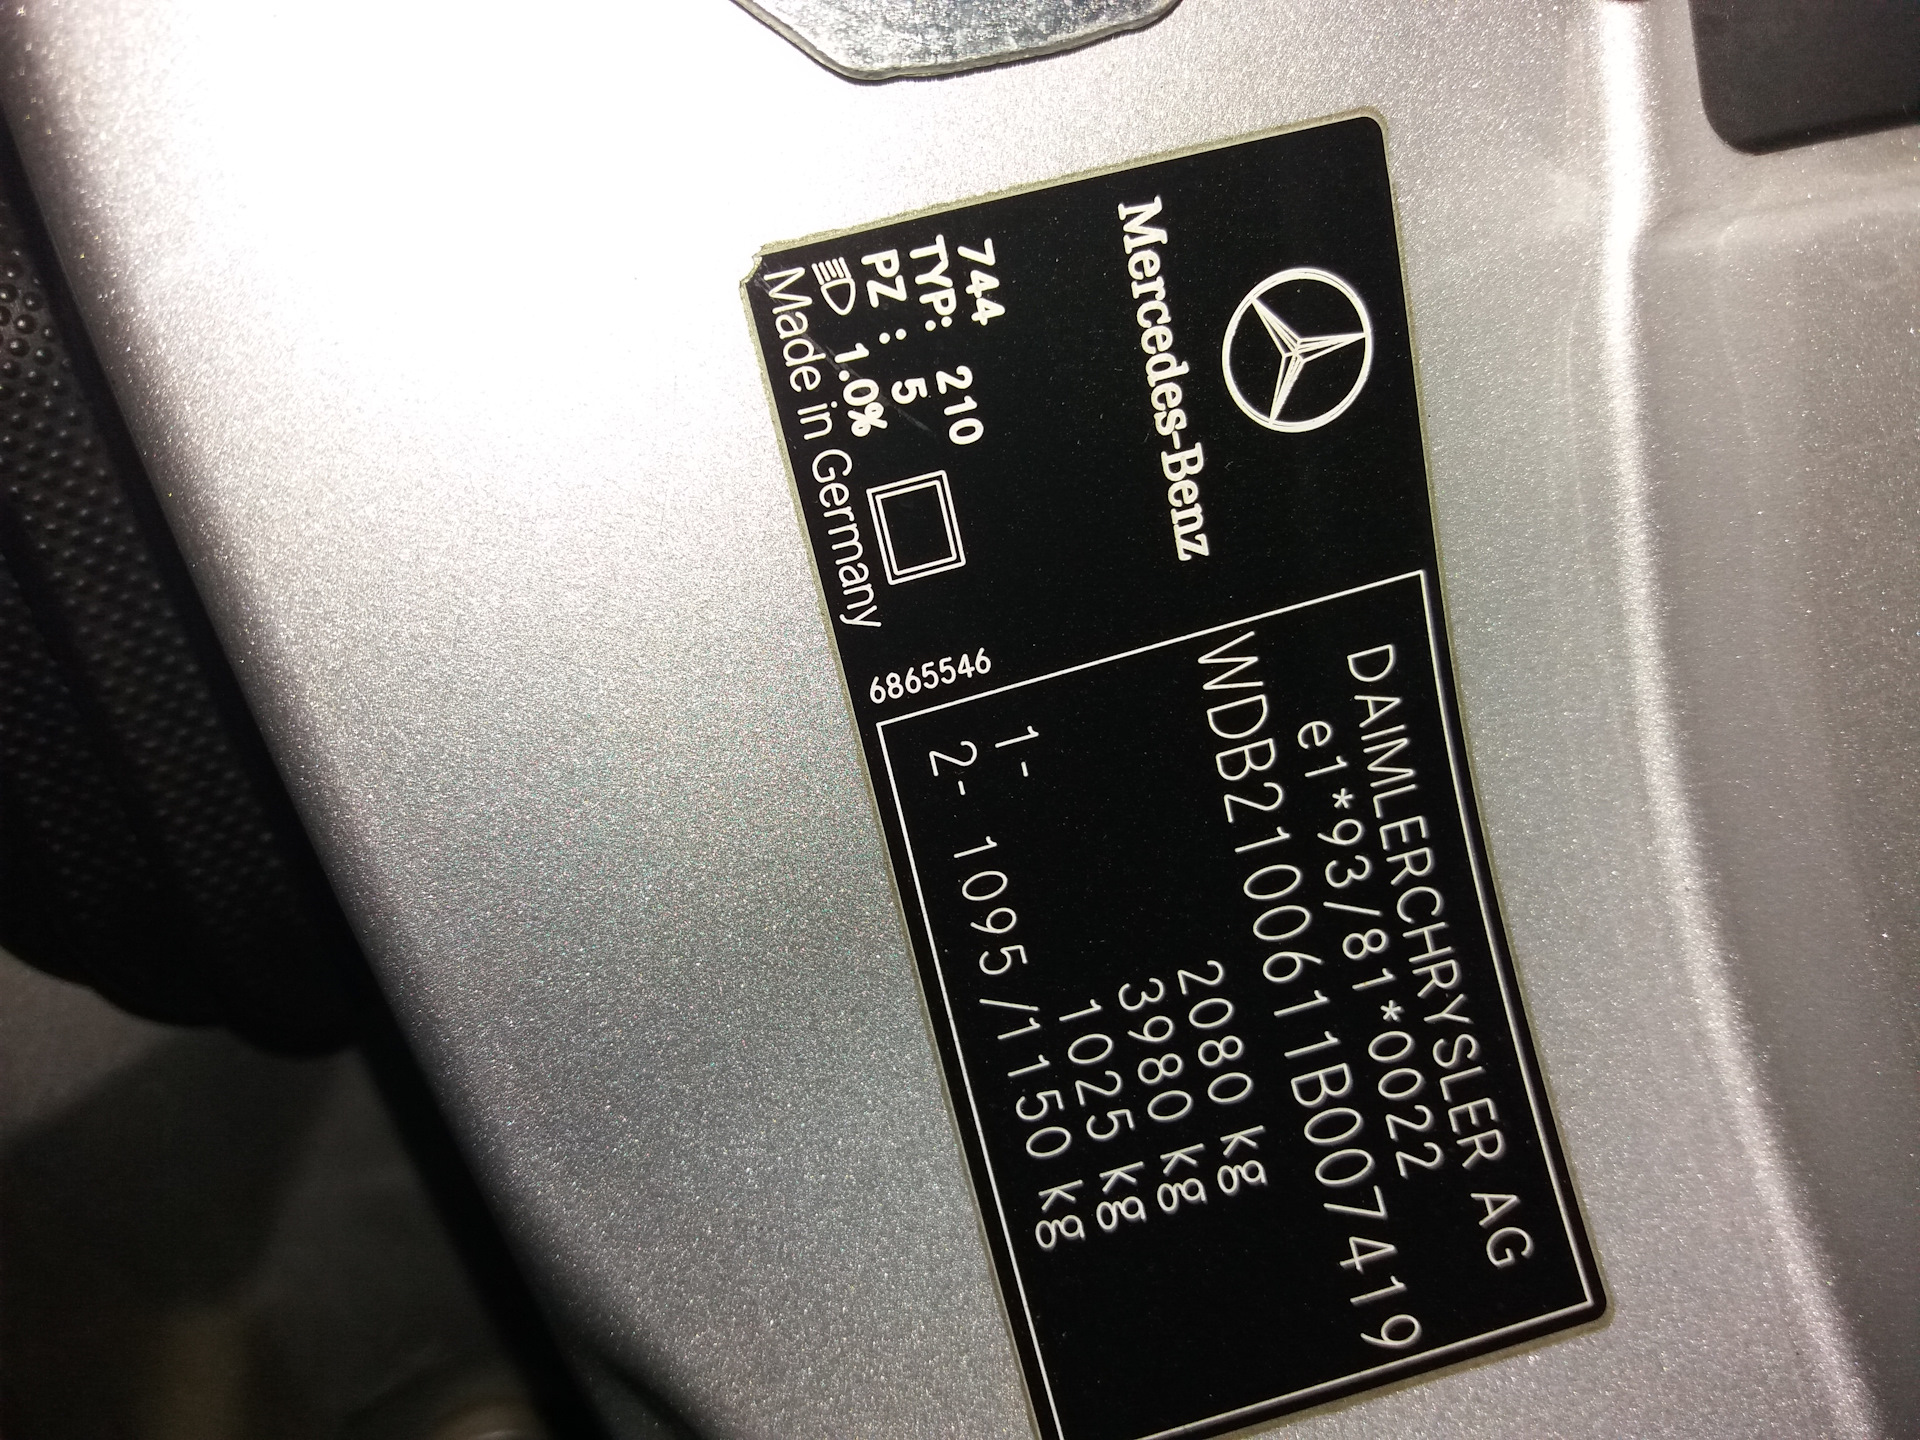 Mercedes-Benz
744
TYP: 210
PZ : 5
1.0%
Made in Germany
6865546
DAIMLERCHRYSLER AG
e1*93/81*0022
WDB2100611B007419
2080 kg
3980 kg
1- 1025 kg
2- 1095/1150 kg